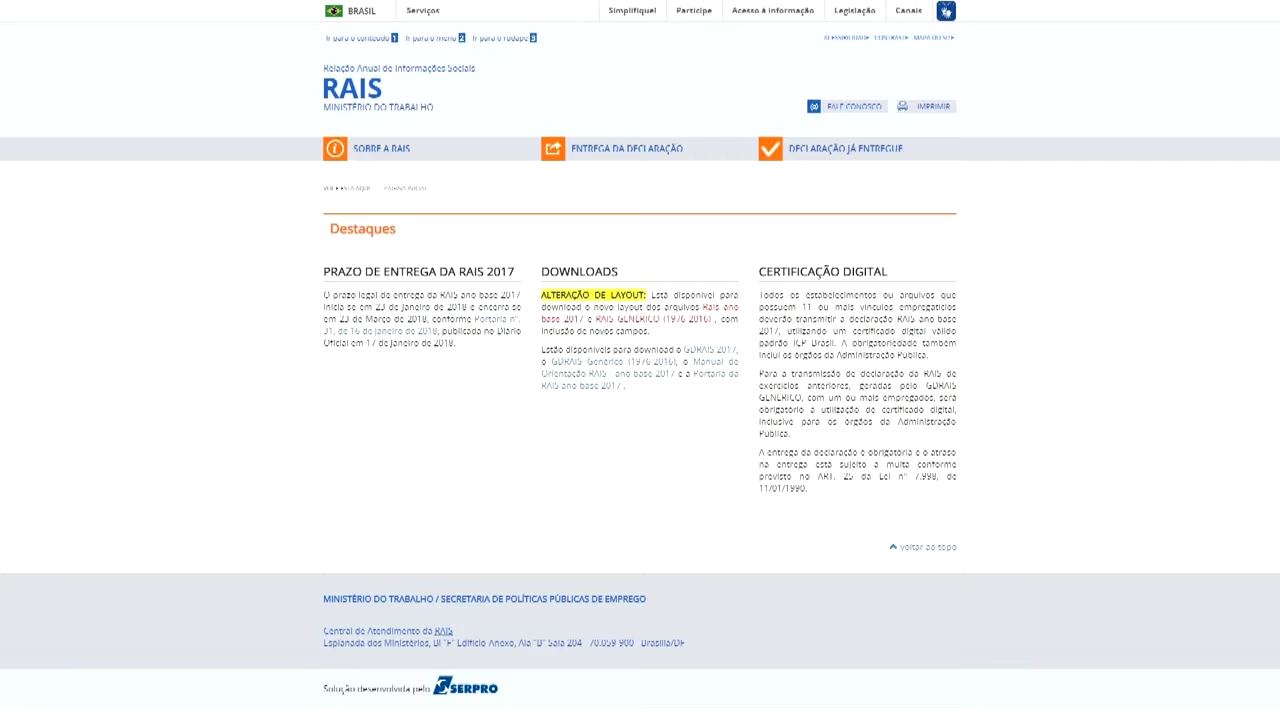 BRASIL Serviços Simplifique! Participe Acesso à informação Legislação Canais
Ir para o conteúdo 1 Ir para o menu 2 Ir para o rodapé 3 ACESSIBILIDADE CONTRASTE MAPA DO SITE
Relação Anual de Informações Sociais
RAIS
MINISTÉRIO DO TRABALHO
FALE CONOSCO IMPRIMIR
SOBRE A RAIS ENTREGA DA DECLARAÇÃO DECLARAÇÃO JÁ ENTREGUE
VOCÊ ESTÁ AQUI: PÁGINA INICIAL
Destaques
PRAZO DE ENTREGA DA RAIS 2017
O prazo legal de entrega da RAIS ano-base 2017
inicia-se em 23 de janeiro de 2018 e encerra-se
em 23 de Março de 2018, conforme Portaria nº.
31, de 16 de janeiro de 2018, publicada no Diário
Oficial em 17 de janeiro de 2018.
DOWNLOADS
ALTERAÇÃO DE LAYOUT: Está disponível para
download o novo layout dos arquivos Rais ano-
base 2017 e RAIS GENÉRICO (1976-2016) , com
inclusão de novos campos.
Estão disponíveis para download o GDRAIS 2017,
o GDRAIS Genérico (1976-2016), o Manual de
Orientação RAIS - ano-base 2017 e a Portaria da
RAIS ano-base 2017 .
CERTIFICAÇÃO DIGITAL
Todos os estabelecimentos ou arquivos que
possuem 11 ou mais vínculos empregatícios
deverão transmitir a declaração RAIS ano-base
2017, utilizando um certificado digital válido
padrão ICP Brasil. A obrigatoriedade também
inclui os órgãos da Administração Pública.
Para a transmissão de declaração da RAIS de
exercícios anteriores, geradas pelo GDRAIS
GENÉRICO, com um ou mais empregados, será
obrigatório a utilização de certificado digital,
inclusive para os órgãos da Administração
Pública.
A entrega da declaração é obrigatória e o atraso
na entrega está sujeito a multa conforme
previsto no ART. 25 da Lei nº 7.998, de
11/01/1990.
voltar ao topo
MINISTÉRIO DO TRABALHO / SECRETARIA DE POLÍTICAS PÚBLICAS DE EMPREGO
Central de Atendimento da RAIS
Esplanada dos Ministérios, Bl "F" Edifício Anexo, Ala "B" Sala 204 - 70.059-900 - Brasília/DF
Solução desenvolvida pelo SERPRO